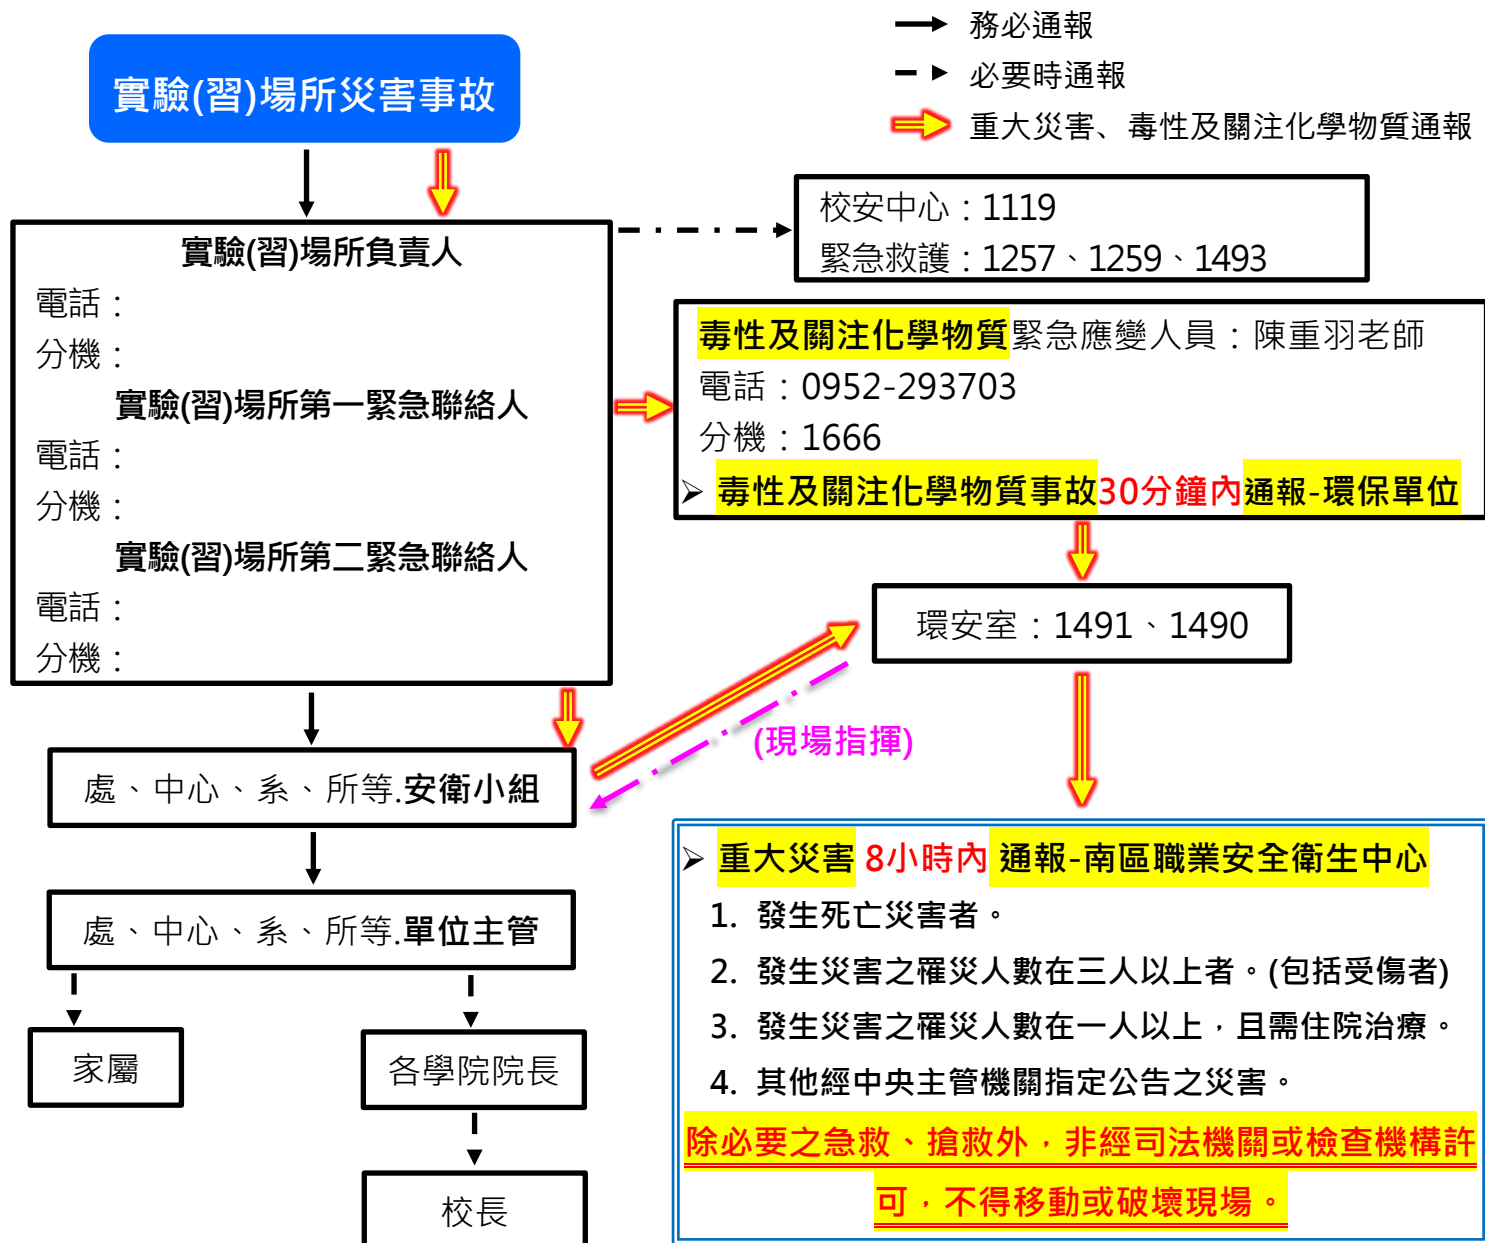 務必通報
必要時通報
重大災害、毒性及關注化學物質通報
實驗(習)場所災害事故
校安中心：1119
緊急救護：1257、1259、1493
實驗(習)場所負責人
電話：
分機：
實驗(習)場所第一緊急聯絡人
電話：
分機：
實驗(習)場所第二緊急聯絡人
電話：
分機：
毒性及關注化學物質緊急應變人員：陳重羽老師
電話：0952-293703
分機：1666
➢ 毒性及關注化學物質事故30分鐘內通報-環保單位
環安室：1491、1490
(現場指揮)
處、中心、系、所等.安衛小組
處、中心、系、所等.單位主管
家屬
各學院院長
校長
➢ 重大災害 8小時內 通報-南區職業安全衛生中心
1. 發生死亡災害者。
2. 發生災害之罹災人數在三人以上者。(包括受傷者)
3. 發生災害之罹災人數在一人以上，且需住院治療。
4. 其他經中央主管機關指定公告之災害。
除必要之急救、搶救外，非經司法機關或檢查機構許
可，不得移動或破壞現場。